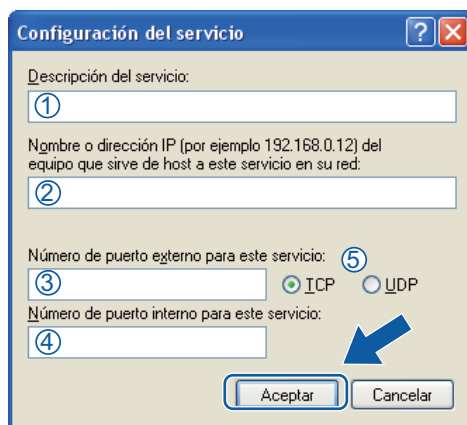 Configuración del servicio
Descripción del servicio:
①
Nombre o dirección IP (por ejemplo 192.168.0.12) del
equipo que sirve de host a este servicio en su red:
②
Número de puerto externo para este servicio: ⑤
③ TCP UDP
Número de puerto interno para este servicio:
④
Aceptar Cancelar